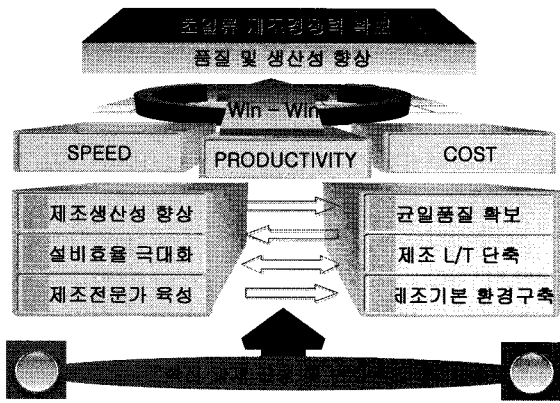 초일류 제조경쟁력 확보
품질 및 생산성 향상
Win - Win
SPEED
PRODUCTIVITY
COST
제조생산성 향상
균일품질 확보
설비효율 극대화
제조 L/T 단축
제조전문가 육성
제조기본 환경구축